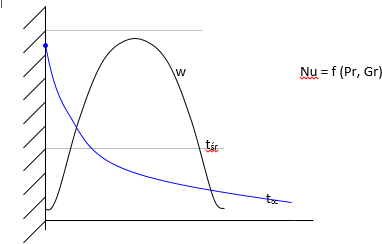 w
Nu = f (Pr, Gr)
tśr
t∞